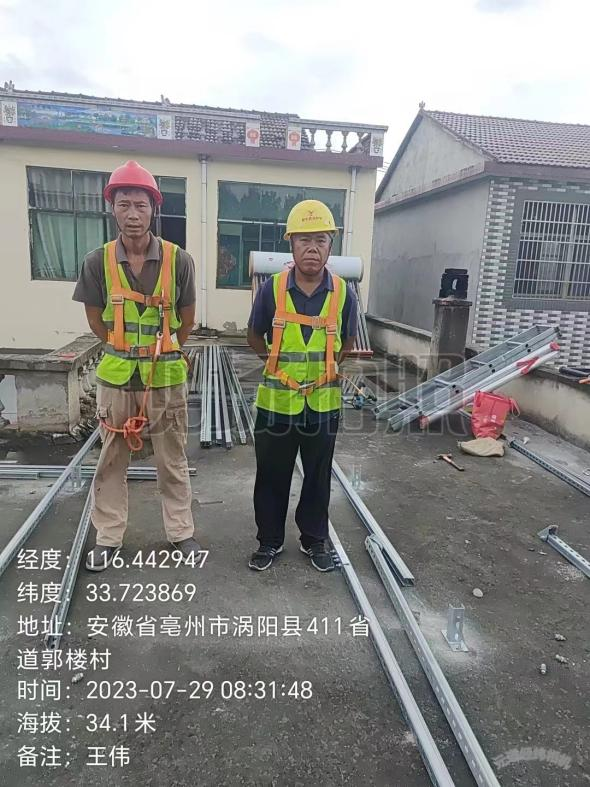 经度：116.442947
纬度：33.723869
地址：安徽省亳州市涡阳县411省
道郭楼村
时间：2023-07-29 08:31:48
海拔：34.1米
备注；王伟